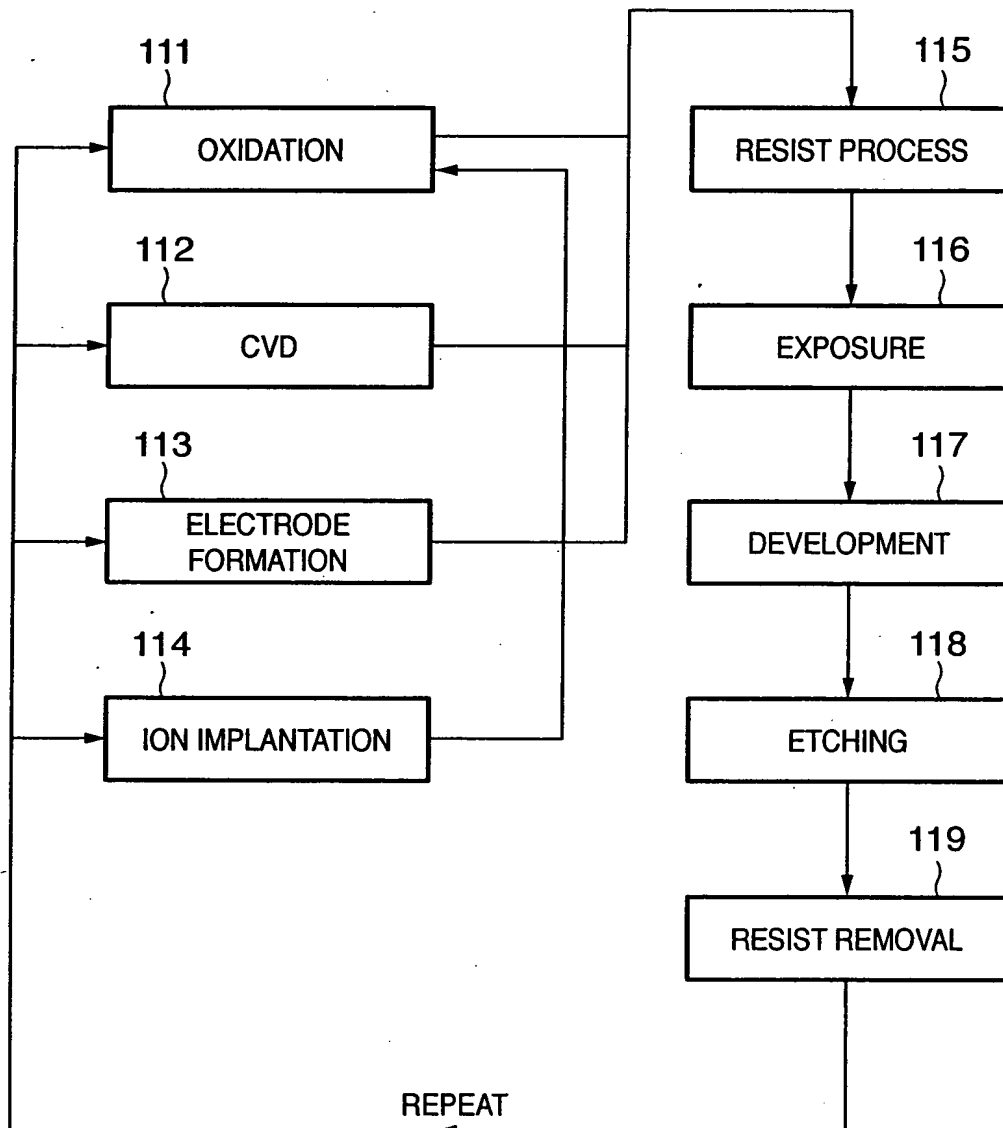 111
OXIDATION
112
CVD
113
ELECTRODE
FORMATION
114
ION IMPLANTATION
115
RESIST PROCESS
116
EXPOSURE
117
DEVELOPMENT
118
ETCHING
119
RESIST REMOVAL
REPEAT